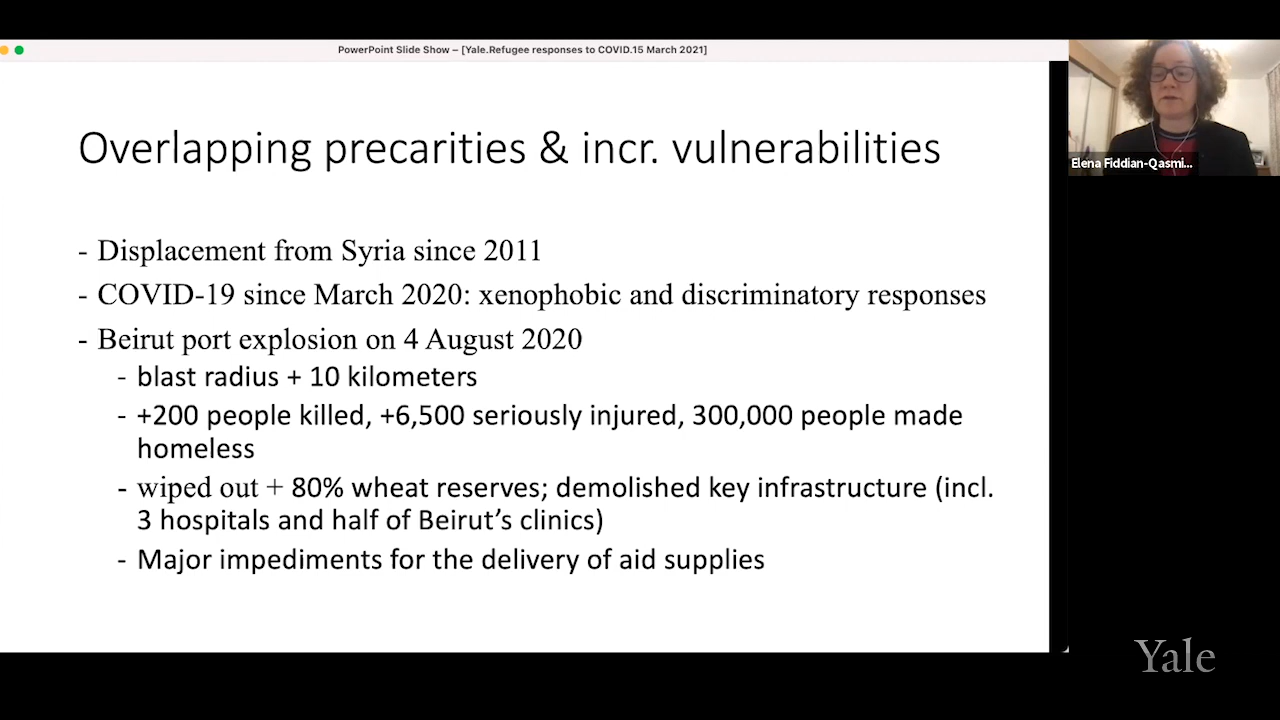 PowerPoint Slide Show – [Yale.Refugee responses to COVID.15 March 2021]
Overlapping precarities & incr. vulnerabilities
- Displacement from Syria since 2011
- COVID-19 since March 2020: xenophobic and discriminatory responses
- Beirut port explosion on 4 August 2020
- blast radius + 10 kilometers
- +200 people killed, +6,500 seriously injured, 300,000 people made
homeless
- wiped out + 80% wheat reserves; demolished key infrastructure (incl.
3 hospitals and half of Beirut’s clinics)
- Major impediments for the delivery of aid supplies
Elena Fiddian-Qasmi...
Yale